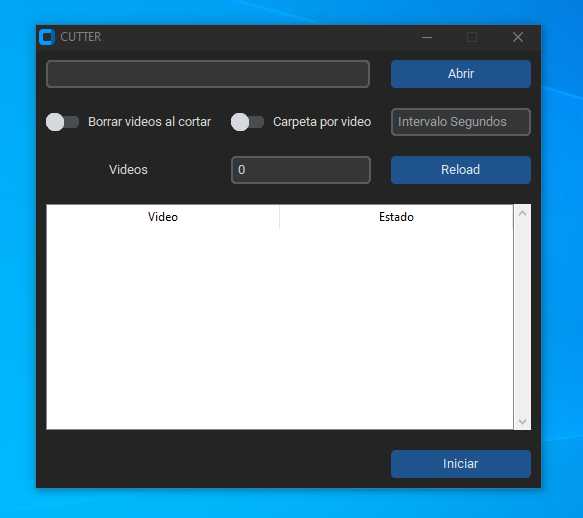 CUTTER
Abrir
Borrar videos al cortar
Carpeta por video
Intervalo Segundos
Videos
0
Reload
Video
Estado
Iniciar